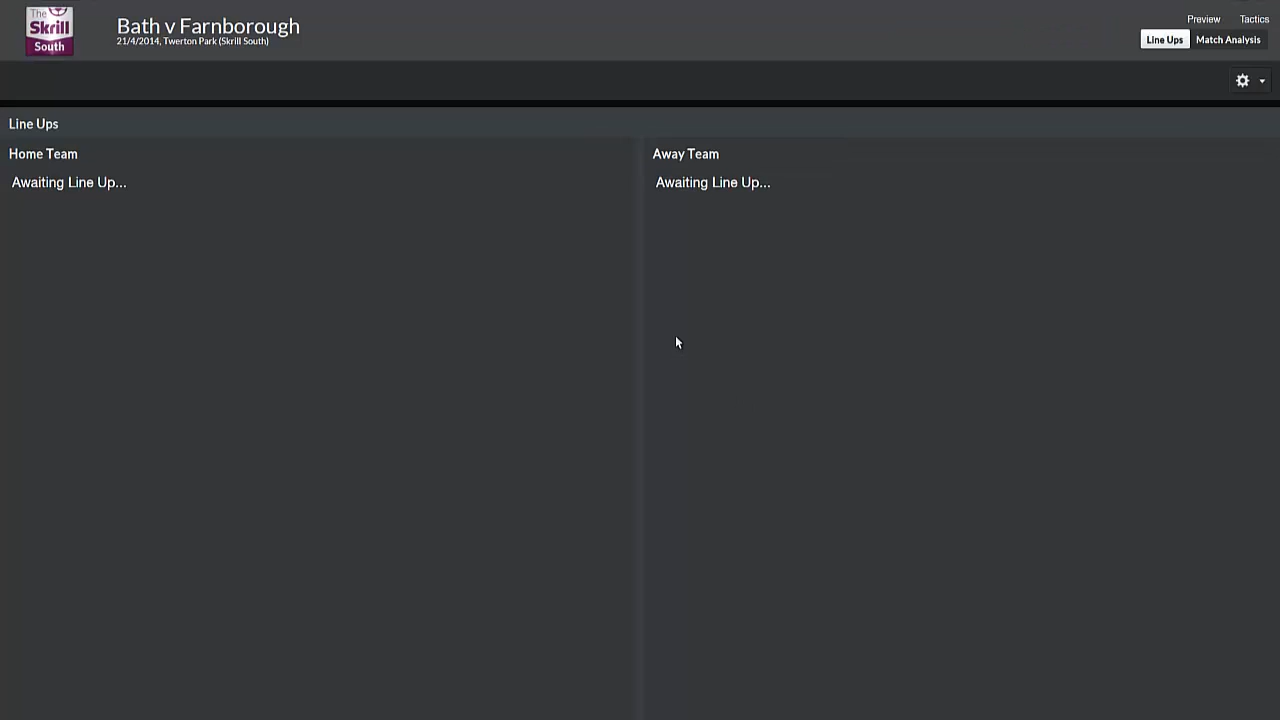 The
Skrill
South
Bath v Farnborough
21/4/2014, Twerton Park (Skrill South)
Preview
Tactics
Line Ups
Match Analysis
Line Ups
Home Team
Away Team
Awaiting Line Up...
Awaiting Line Up...